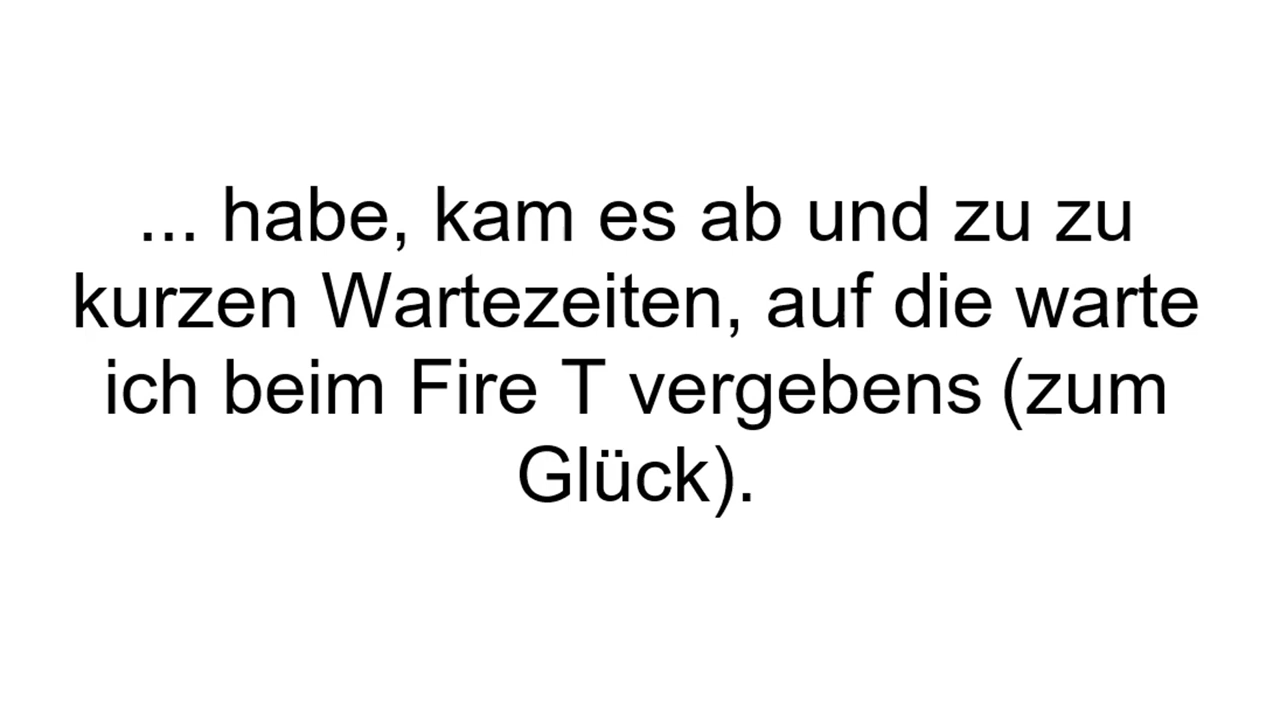 ... habe, kam es ab und zu zu
kurzen Wartezeiten, auf die warte
ich beim Fire T vergebens (zum
Glück).